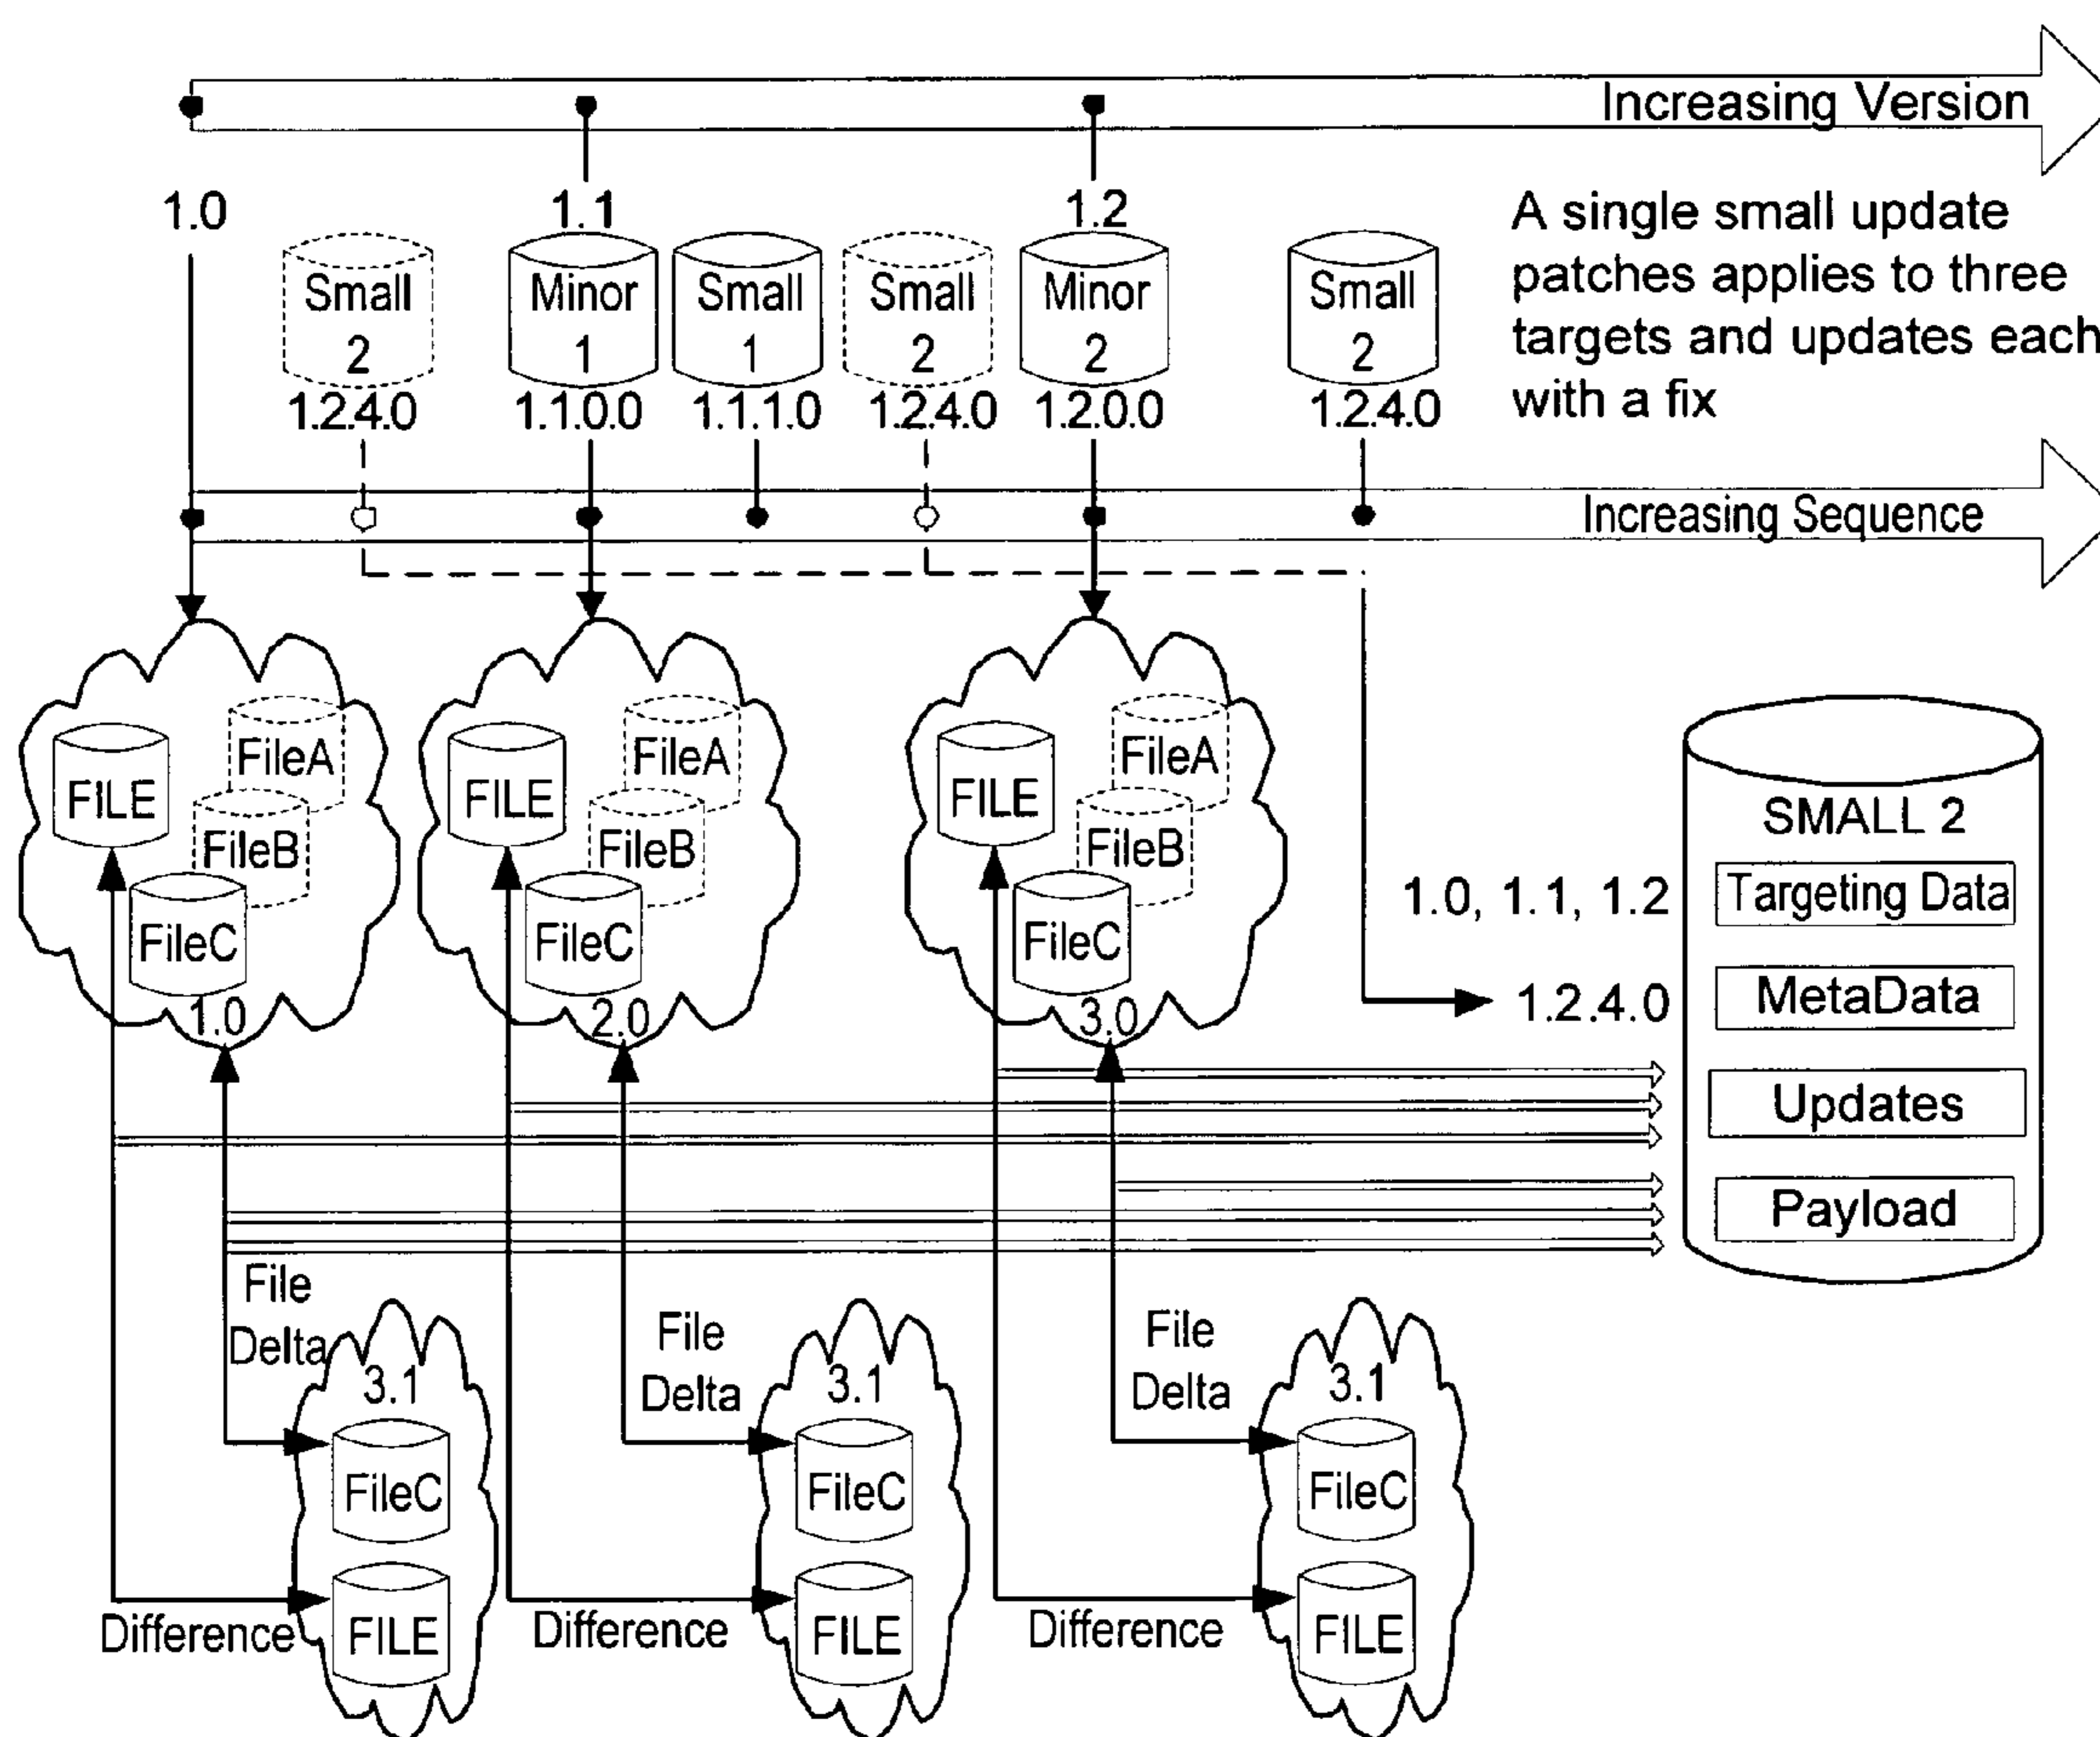 Increasing Version
1.0
1.1
1.2
A single small update
patches applies to three
targets and updates each
with a fix
Small
2
1.2.4.0
Minor
1
1.1.0.0
Small
1
1.1.1.0
Small
2
1.2.4.0
Minor
2
1.2.0.0
Small
2
1.2.4.0
Increasing Sequence
FILE
FileA
FileB
FileC
1.0
FILE
FileA
FileB
FileC
2.0
FILE
FileA
FileB
FileC
3.0
SMALL 2
1.0, 1.1, 1.2
Targeting Data
1.2.4.0
MetaData
Updates
Payload
File
Delta
3.1
FileC
FILE
Difference
File
Delta
3.1
FileC
FILE
Difference
File
Delta
3.1
FileC
FILE
Difference